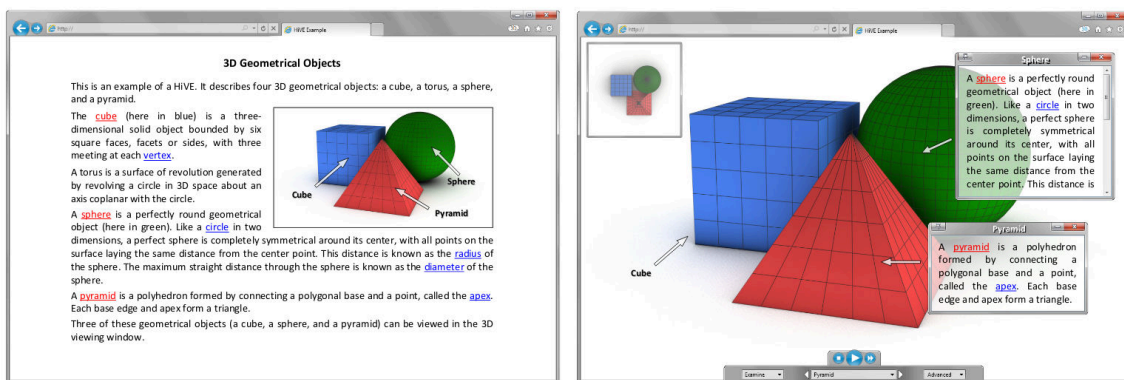 http://
HiVE Example
3D Geometrical Objects
This is an example of a HiVE. It describes four 3D geometrical objects: a cube, a torus, a sphere,
and a pyramid.
The cube (here in blue) is a three-
dimensional solid object bounded by six
square faces, facets or sides, with three
meeting at each vertex.
A torus is a surface of revolution generated
by revolving a circle in 3D space about an
axis coplanar with the circle.
A sphere is a perfectly round geometrical
object (here in green). Like a circle in two
dimensions, a perfect sphere is completely symmetrical around its center, with all points on the
surface laying the same distance from the center point. This distance is known as the radius of
the sphere. The maximum straight distance through the sphere is known as the diameter of the
sphere.
A pyramid is a polyhedron formed by connecting a polygonal base and a point, called the apex.
Each base edge and apex form a triangle.
Three of these geometrical objects (a cube, a sphere, and a pyramid) can be viewed in the 3D
viewing window.
Cube
Sphere
Pyramid
http://
HiVE Example
Sphere
A sphere is a perfectly round
geometrical object (here in
green). Like a circle in two
dimensions, a perfect sphere
is completely symmetrical
around its center, with all
points on the surface laying
the same distance from the
center point. This distance is
Pyramid
A pyramid is a polyhedron
formed by connecting a
polygonal base and a point,
called the apex. Each base
edge and apex form a triangle.
Cube
Examine
Pyramid
Advanced